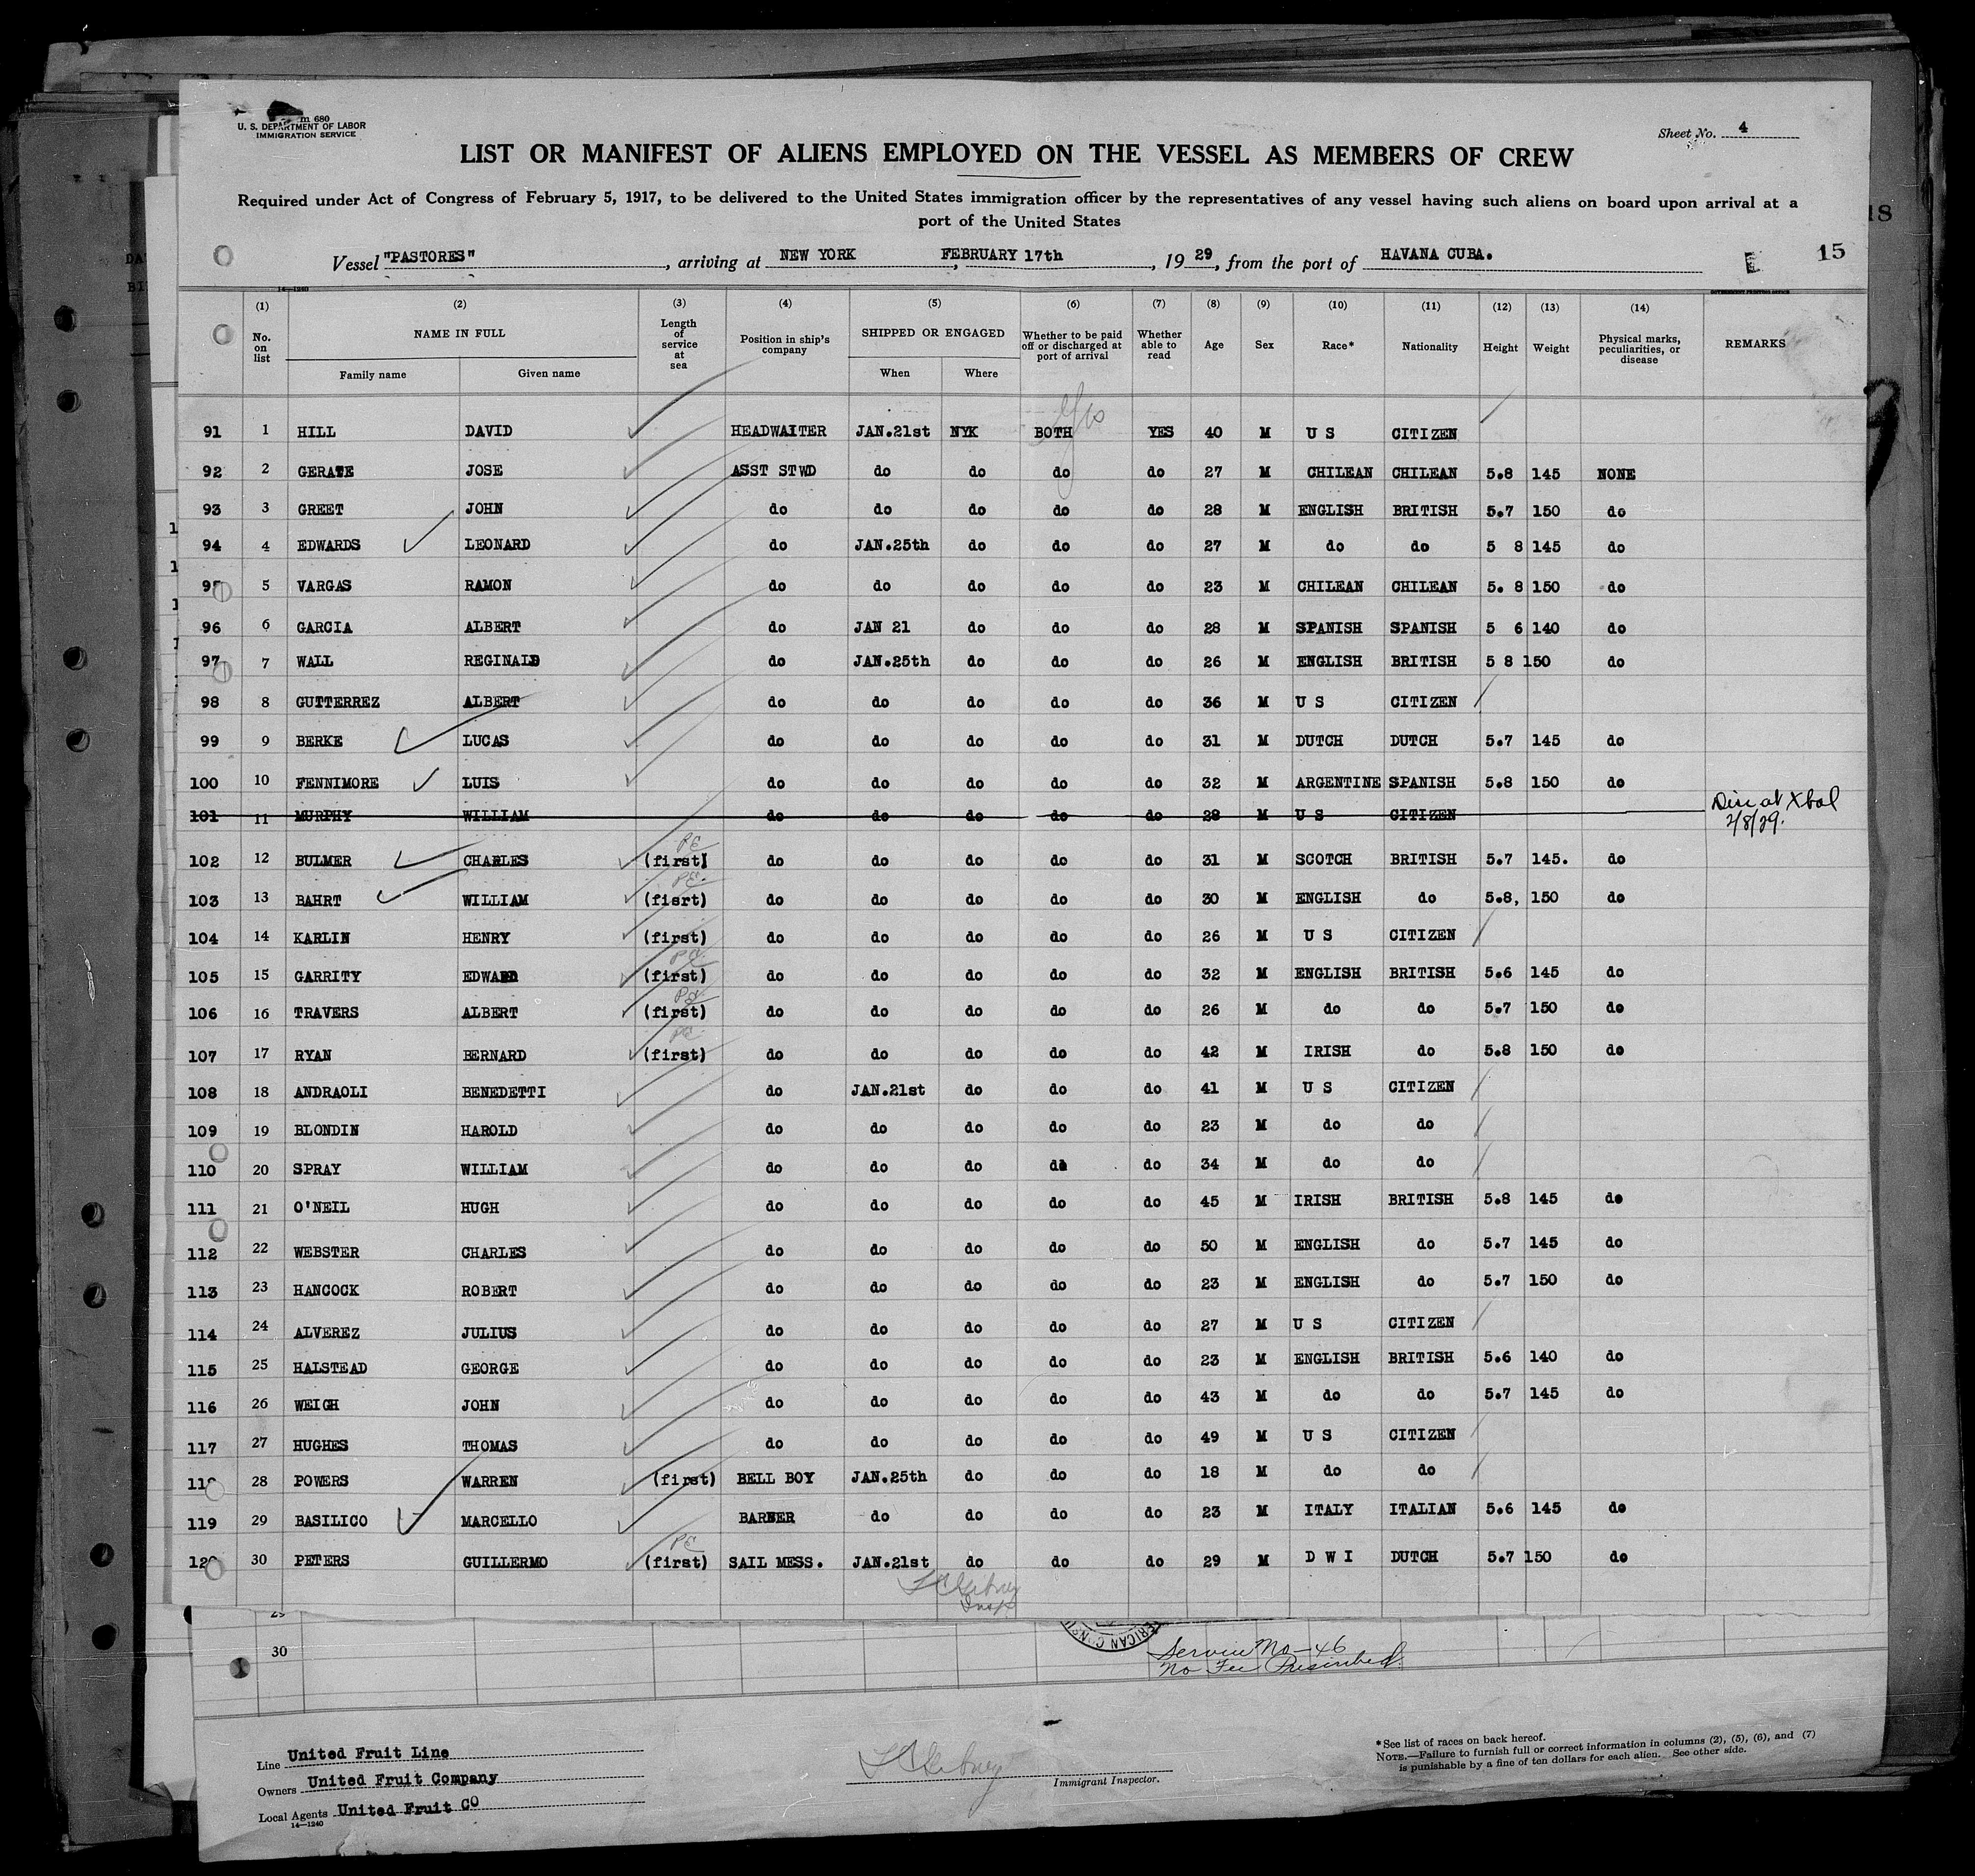 U. S. DEPARTMENT OF LABOR
IMMIGRATION SERVICE
Sheet No. 4
LIST OR MANIFEST OF ALIENS EMPLOYED ON THE VESSEL AS MEMBERS OF CREW
Required under Act of Congress of February 5, 1917, to be delivered to the United States immigration officer by the representatives of any vessel having such aliens on board upon arrival at a
port of the United States
18
15
Vessel "PASTORES", arriving at NEW YORK, FEBRUARY 17th, 1929, from the port of HAVANA CUBA.
14-1240
(1) (2) (3) (4) (5) (6) (7) (8) (9) (10) (11) (12) (13) (14)
No. on list NAME IN FULL Length of service at sea Position in ship's company SHIPPED OR ENGAGED Whether to be paid off or discharged at port of arrival Whether able to read Age Sex Race* Nationality Height Weight Physical marks, peculiarities, or disease REMARKS
Family name Given name When Where
91 1 HILL DAVID HEADWAITER JAN.21st NYK BOTH YES 40 M U S CITIZEN
92 2 GERATE JOSE ASST STWD do do do do 27 M CHILEAN CHILEAN 5.8 145 NONE
93 3 GREET JOHN do do do do do 28 M ENGLISH BRITISH 5.7 150 do
94 4 EDWARDS LEONARD do JAN.25th do do do 27 M do do 5 8 145 do
95 5 VARGAS RAMON do do do do do 23 M CHILEAN CHILEAN 5. 8 150 do
96 6 GARCIA ALBERT do JAN 21 do do do 28 M SPANISH SPANISH 5 6 140 do
97 7 WALL REGINALD do JAN.25th do do do 26 M ENGLISH BRITISH 5 8 150 do
98 8 GUTTERREZ ALBERT do do do do do 36 M U S CITIZEN
99 9 BERKE LUCAS do do do do do 31 M DUTCH DUTCH 5.7 145 do
100 10 FENNIMORE LUIS do do do do do 32 M ARGENTINE SPANISH 5.8 150 do
101 11 MURPHY WILLIAM do do do do do 28 M U S CITIZEN Disc at Xbal
2/8/29.
102 12 BULMER CHARLES (first) PE do do do do do 31 M SCOTCH BRITISH 5.7 145. do
103 13 BAHRT WILLIAM (fisrt) PE do do do do do 30 M ENGLISH do 5.8, 150 do
104 14 KARLIN HENRY (first) do do do do do 26 M U S CITIZEN
105 15 GARRITY EDWARD (first) PE do do do do do 32 M ENGLISH BRITISH 5.6 145 do
106 16 TRAVERS ALBERT (first) PE do do do do do 26 M do do 5.7 150 do
107 17 RYAN BERNARD (first) PE do do do do do 42 M IRISH do 5.8 150 do
108 18 ANDRAOLI BENEDETTI do JAN.21st do do do 41 M U S CITIZEN
109 19 BLONDIN HAROLD do do do do do 23 M do do
110 20 SPRAY WILLIAM do do do do do 34 M do do
111 21 O'NEIL HUGH do do do do do 45 M IRISH BRITISH 5.8 145 do
112 22 WEBSTER CHARLES do do do do do 50 M ENGLISH do 5.7 145 do
113 23 HANCOCK ROBERT do do do do do 23 M ENGLISH do 5.7 150 do
114 24 ALVEREZ JULIUS do do do do do 27 M U S CITIZEN
115 25 HALSTEAD GEORGE do do do do do 23 M ENGLISH BRITISH 5.6 140 do
116 26 WEIGH JOHN do do do do do 43 M do do 5.7 145 do
117 27 HUGHES THOMAS do do do do do 49 M U S CITIZEN
118 28 POWERS WARREN (first) BELL BOY JAN.25th do do do 18 M do do
119 29 BASILICO MARCELLO BARBER do do do do 23 M ITALY ITALIAN 5.6 145 do
120 30 PETERS GUILLERMO (first) PE SAIL MESS. JAN.21st do do do 29 M D W I DUTCH 5.7 150 do
Insp
29
30
Service No-46
No Fee Prescribed.
Line United Fruit Line
Owners United Fruit Company
Local Agents United Fruit CO
14-1240
Immigrant Inspector.
*See list of races on back hereof.
NOTE.—Failure to furnish full or correct information in columns (2), (5), (6), and (7)
is punishable by a fine of ten dollars for each alien. See other side.